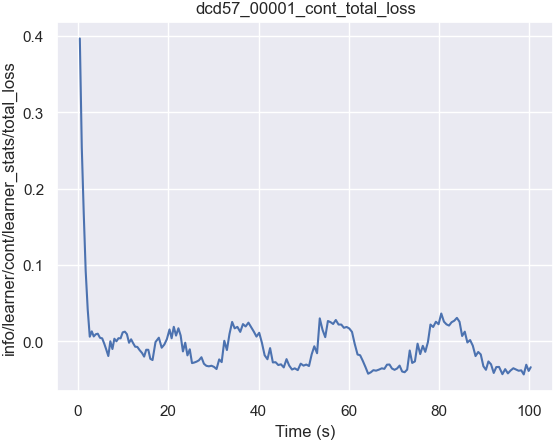 dcd57_00001_cont_total_loss
info/learner/cont/learner_stats/total_loss
0.4
0.3
0.2
0.1
0.0
0 20 40 60 80 100
Time (s)